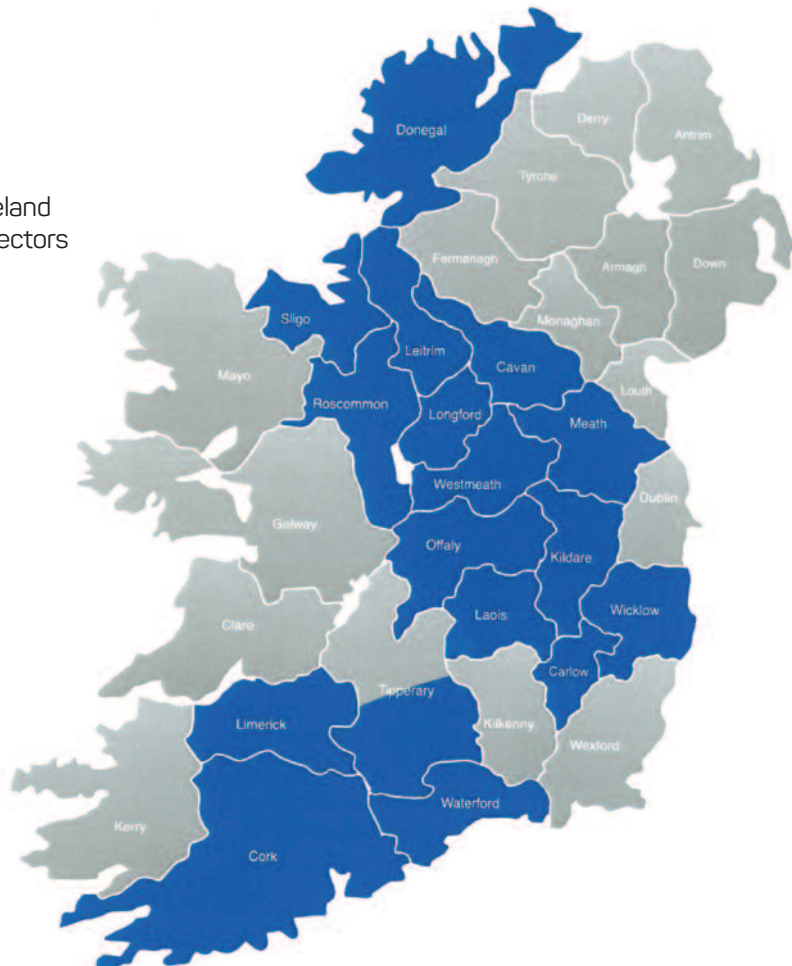 Donegal
Derry
Antrim
Tyrone
eland
ectors
Fermanagh
Armagh
Down
Monaghan
Sligo
Leitrim
Cavan
Mayo
Louth
Roscommon
Longford
Meath
Westmeath
Dublin
Galway
Offaly
Kildare
Laois
Wicklow
Clare
Carlow
Tipperary
Limerick
Kilkenny
Wexford
Waterford
Kerry
Cork